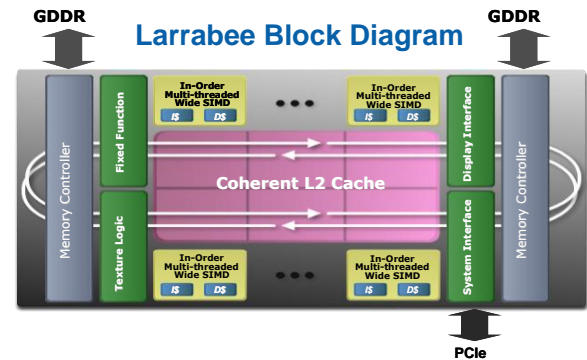 GDDR
Larrabee Block Diagram
GDDR
Memory Controller
Fixed Function
In-Order
Multi-threaded
Wide SIMD
I$ D$
•••
In-Order
Multi-threaded
Wide SIMD
I$ D$
Display Interface
Memory Controller
Coherent L2 Cache
Texture Logic
In-Order
Multi-threaded
Wide SIMD
I$ D$
•••
In-Order
Multi-threaded
Wide SIMD
I$ D$
System Interface
PCIe